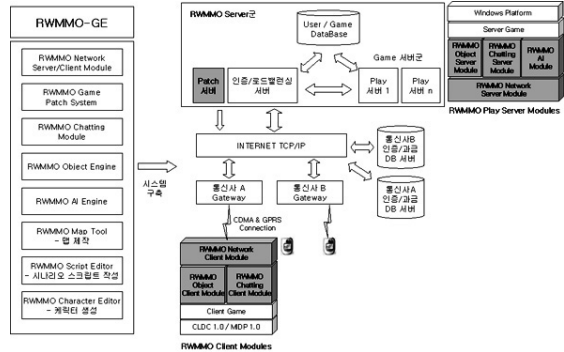 RWMMO-GE
RWMMO Network
Server/Client Module
RWMMO Game
Patch System
RWMMO Chatting
Module
RWMMO Object Engine
RWMMO AI Engine
RWMMO Map Tool
- 맵 제작
RWMMO Script Editor
- 시나리오 스크립트 작성
RWMMO Character Editor
- 케릭터 생성
시스템
구축
RWMMO Server군
User / Game
DataBase
Game 서버군
Patch
서버
인증/로드밸런싱
서버
Play
서버 1
Play
서버 n
INTERNET TCP/IP
통신사 A
Gateway
통신사 B
Gateway
통신사B
인증/과금
DB 서버
통신사A
인증/과금
DB 서버
CDMA & GPRS
Connection
RWMMO Network
Client Module
RWMMO
Object
Client Module
RWMMO
Chatting
Client Module
Client Game
CLDC 1.0 / MIDP 1.0
RWMMO Client Modules
Windows Platform
Server Game
RWMMO
Object
Server
Module
RWMMO
Chatting
Server
Module
RWMMO
AI
Module
RWMMO Network
Server Module
RWMMO Play Server Modules